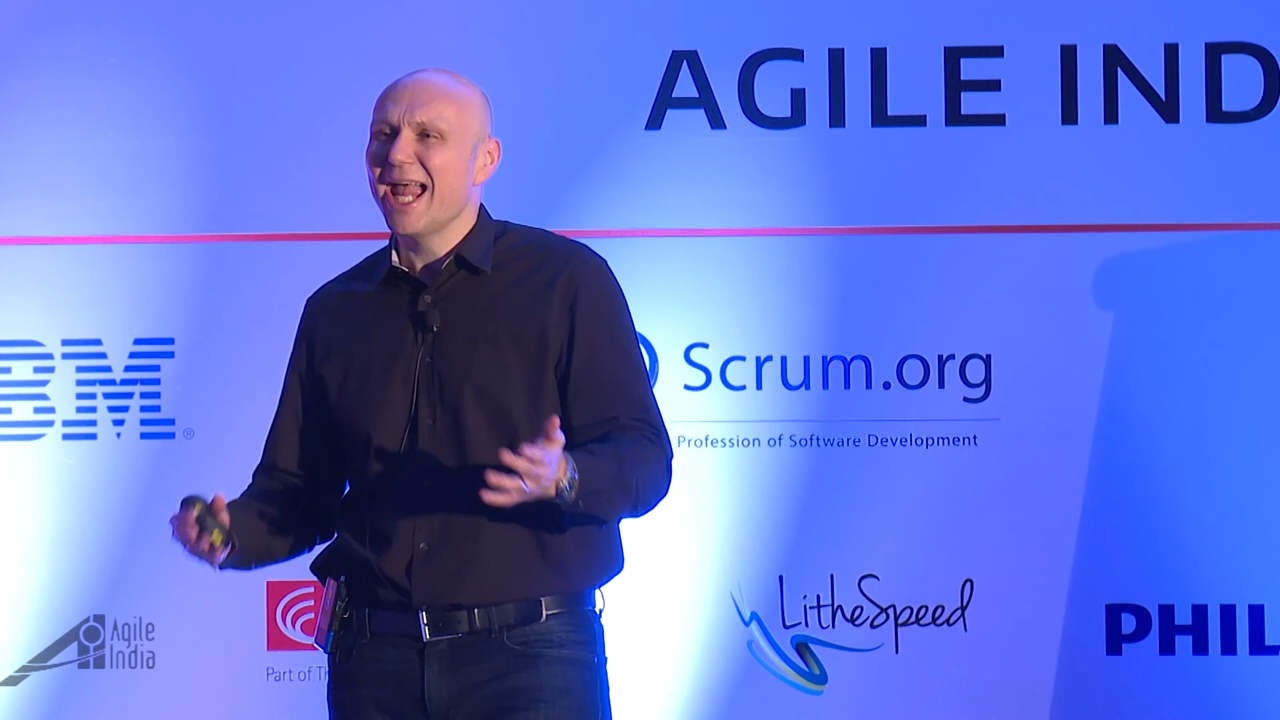 AGILE IND
BM
®
Scrum.org
Profession of Software Development
LitheSpeed
PHIL
Agile
India
Part of Th